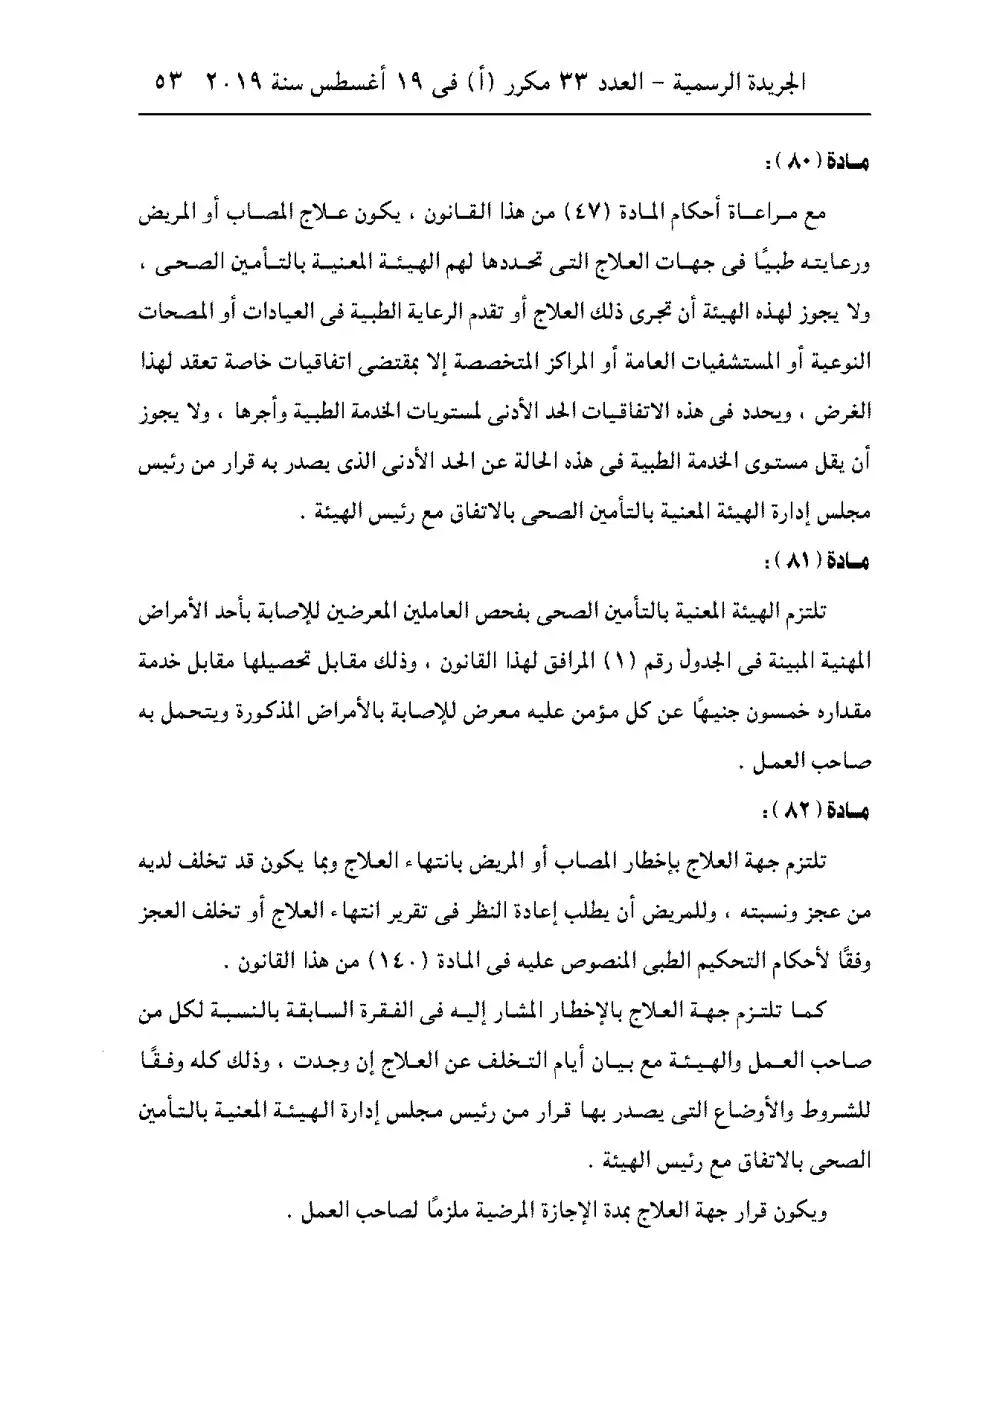 الجريدة الرسمية - العدد ٣٣ مكرر (أ) فى ١٩ أغسطس سنة ٢٠١٩ ٥٣
مـادة (٨٠):
مع مراعاة أحكام المادة (٤٧) من هذا القانون ، يكون علاج المصاب أو المريض
ورعايته طبيًا فى جهات العلاج التى تحددها لهم الهيئة المعنية بالتأمين الصحى ،
ولا يجوز لهذه الهيئة أن تجرى ذلك العلاج أو تقدم الرعاية الطبية فى العيادات أو المصحات
النوعية أو المستشفيات العامة أو المراكز المتخصصة إلا بمقتضى اتفاقيات خاصة تعقد لهذا
الغرض ، ويحدد فى هذه الاتفاقيات الحد الأدنى لمستويات الخدمة الطبية وأجرها ، ولا يجوز
أن يقل مستوى الخدمة الطبية فى هذه الحالة عن الحد الأدنى الذى يصدر به قرار من رئيس
مجلس إدارة الهيئة المعنية بالتأمين الصحى بالاتفاق مع رئيس الهيئة .
مـادة (٨١):
تلتزم الهيئة المعنية بالتأمين الصحى بفحص العاملين المعرضين للإصابة بأحد الأمراض
المهنية المبينة فى الجدول رقم (١) المرافق لهذا القانون ، وذلك مقابل تحصيلها مقابل خدمة
مقداره خمسون جنيهًا عن كل مؤمن عليه معرض للإصابة بالأمراض المذكورة ويتحمل به
صاحب العمل .
مـادة (٨٢):
تلتزم جهة العلاج بإخطار المصاب أو المريض بانتهاء العلاج وبما يكون قد تخلف لديه
من عجز ونسبته ، وللمريض أن يطلب إعادة النظر فى تقرير انتهاء العلاج أو تخلف العجز
وفقًا لأحكام التحكيم الطبى المنصوص عليه فى المادة (١٤٠) من هذا القانون .
كما تلتزم جهة العلاج بالإخطار المشار إليه فى الفقرة السابقة بالنسبة لكل من
صاحب العمل والهيئة مع بيان أيام التخلف عن العلاج إن وجدت ، وذلك كله وفقًا
للشروط والأوضاع التى يصدر بها قرار من رئيس مجلس إدارة الهيئة المعنية بالتأمين
الصحى بالاتفاق مع رئيس الهيئة .
ويكون قرار جهة العلاج بمدة الإجازة المرضية ملزمًا لصاحب العمل .